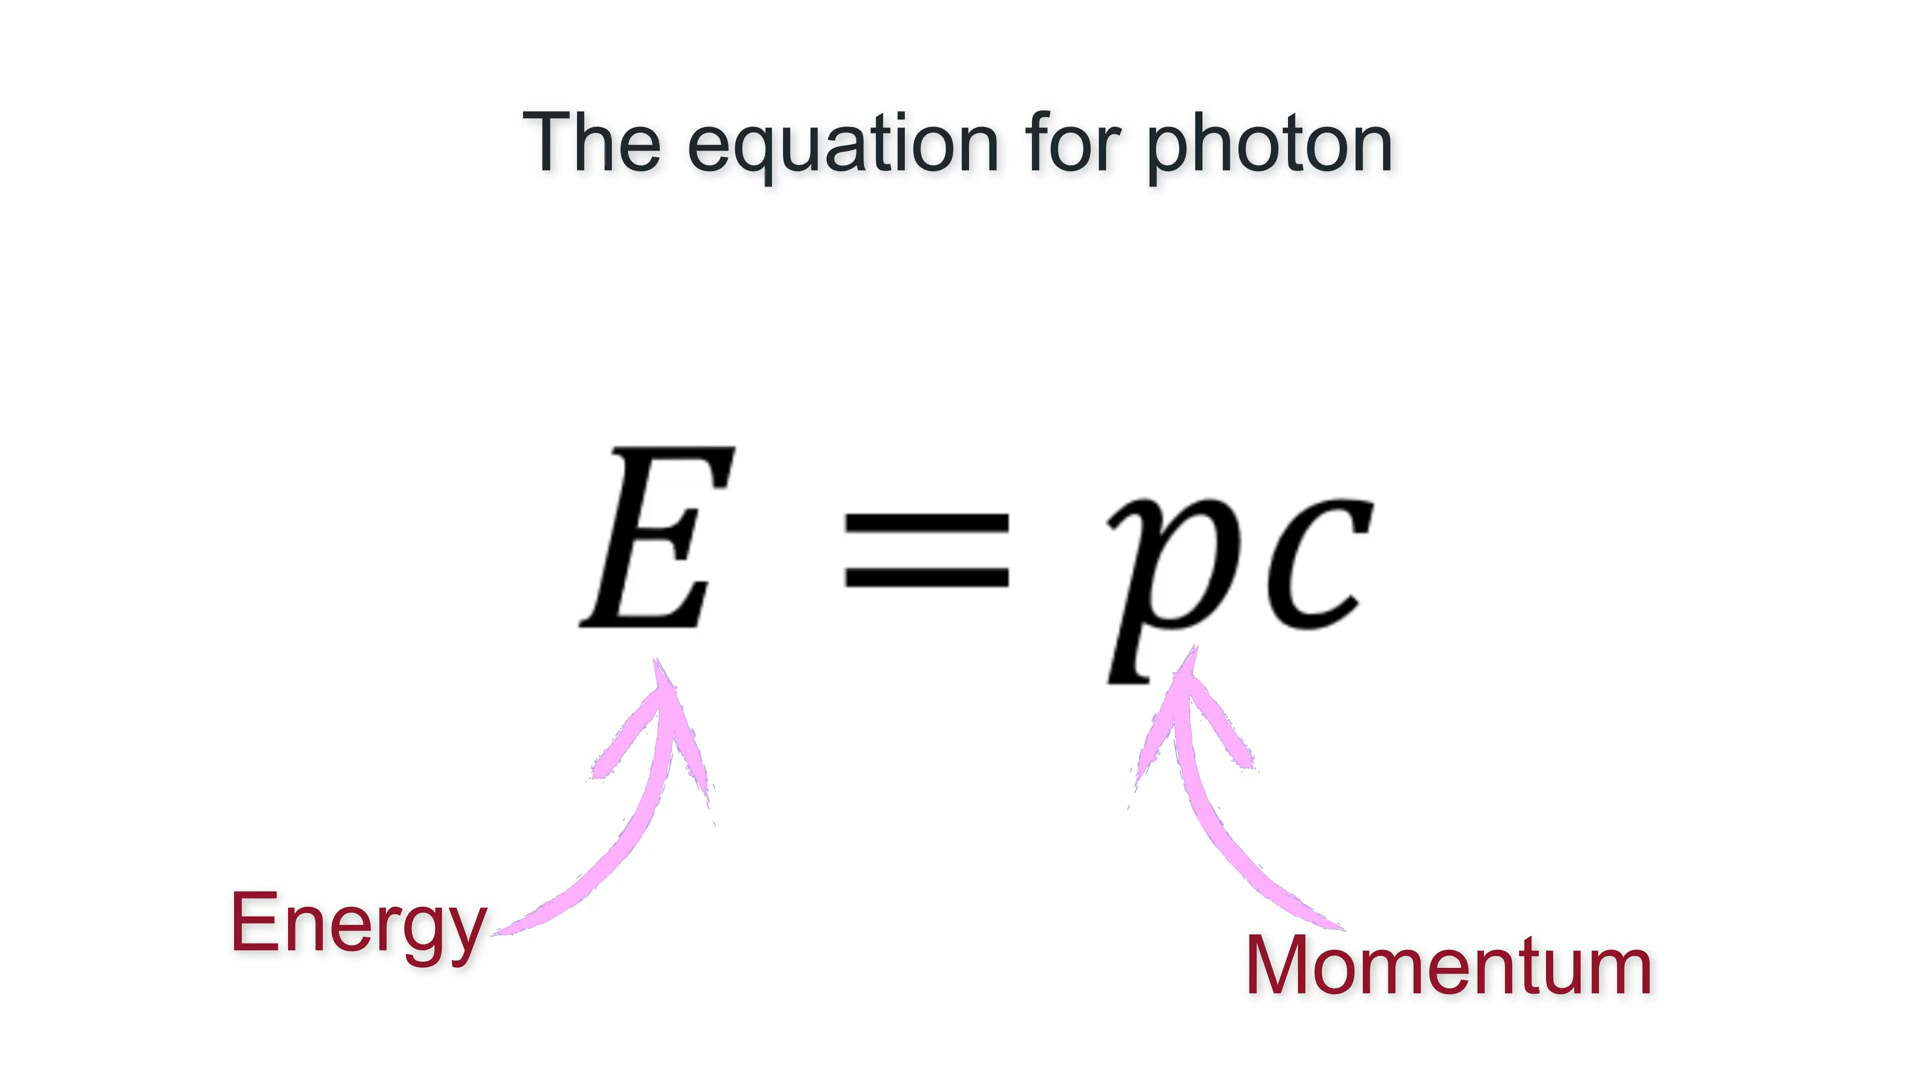 The equation for photon
E = pc
Energy
Momentum